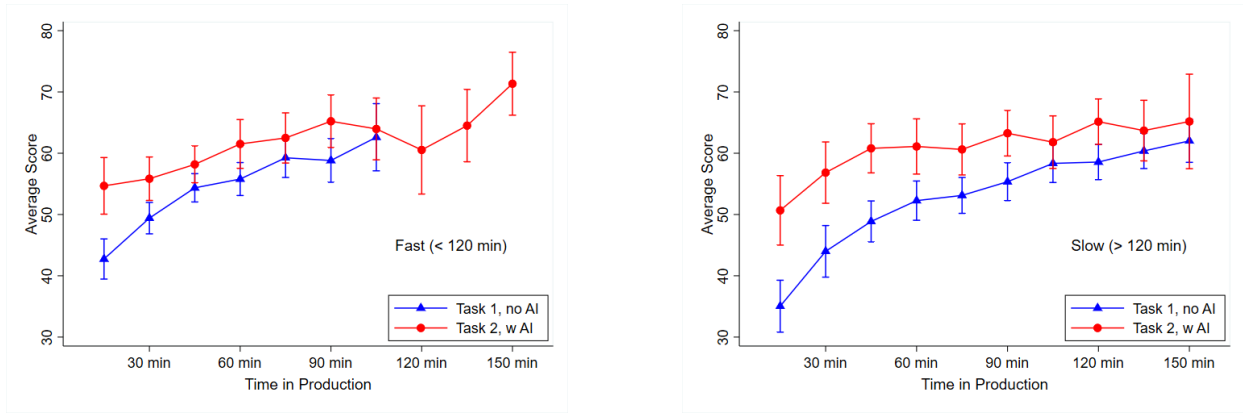 80
70
60
50
40
30
Average Score
Fast (< 120 min)
Task 1, no AI
Task 2, w AI
30 min 60 min 90 min 120 min 150 min
Time in Production
80
70
60
50
40
30
Average Score
Slow (> 120 min)
Task 1, no AI
Task 2, w AI
30 min 60 min 90 min 120 min 150 min
Time in Production